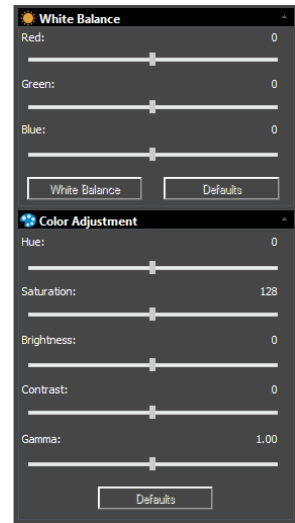 White Balance
Red: 0
Green: 0
Blue: 0
White Balance Defaults
Color Adjustment
Hue: 0
Saturation: 128
Brightness: 0
Contrast: 0
Gamma: 1.00
Defaults